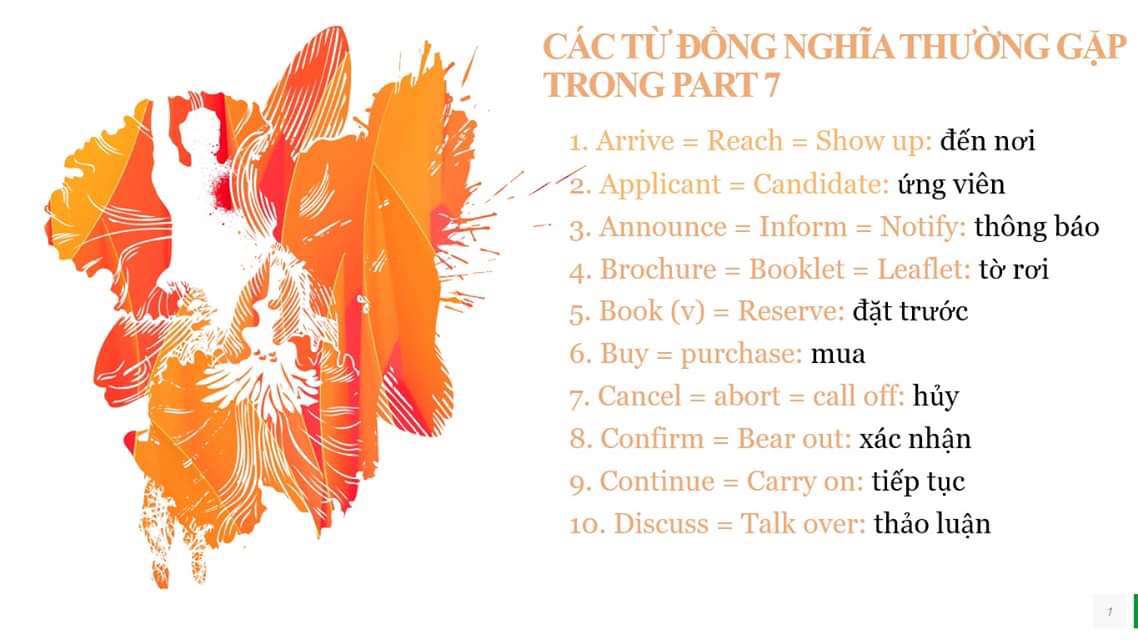 CÁC TỪ ĐỒNG NGHĨA THƯỜNG GẶP
TRONG PART 7
1. Arrive = Reach = Show up: đến nơi
2. Applicant = Candidate: ứng viên
3. Announce = Inform = Notify: thông báo
4. Brochure = Booklet = Leaflet: tờ rơi
5. Book (v) = Reserve: đặt trước
6. Buy = purchase: mua
7. Cancel = abort = call off: hủy
8. Confirm = Bear out: xác nhận
9. Continue = Carry on: tiếp tục
10. Discuss = Talk over: thảo luận
1